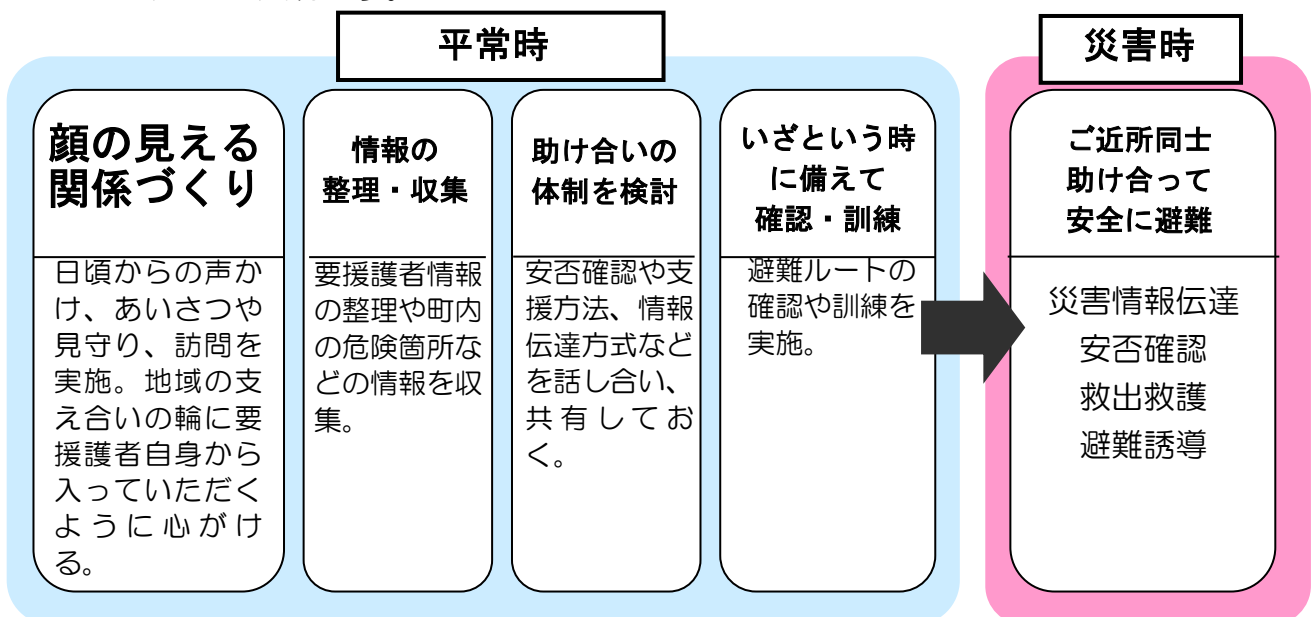 平常時
顔の見える
関係づくり
日頃からの声か
け、あいさつや
見守り、訪問を
実施。地域の支
え合いの輪に要
援護者自身から
入っていただく
ように心がけ
る。
情報の
整理・収集
要援護者情報
の整理や町内
の危険箇所な
どの情報を収
集。
助け合いの
体制を検討
安否確認や支
援方法、情報
伝達方式など
を話し合い、
共有してお
く。
いざという時
に備えて
確認・訓練
避難ルートの
確認や訓練を
実施。
災害時
ご近所同士
助け合って
安全に避難
災害情報伝達
安否確認
救出救護
避難誘導